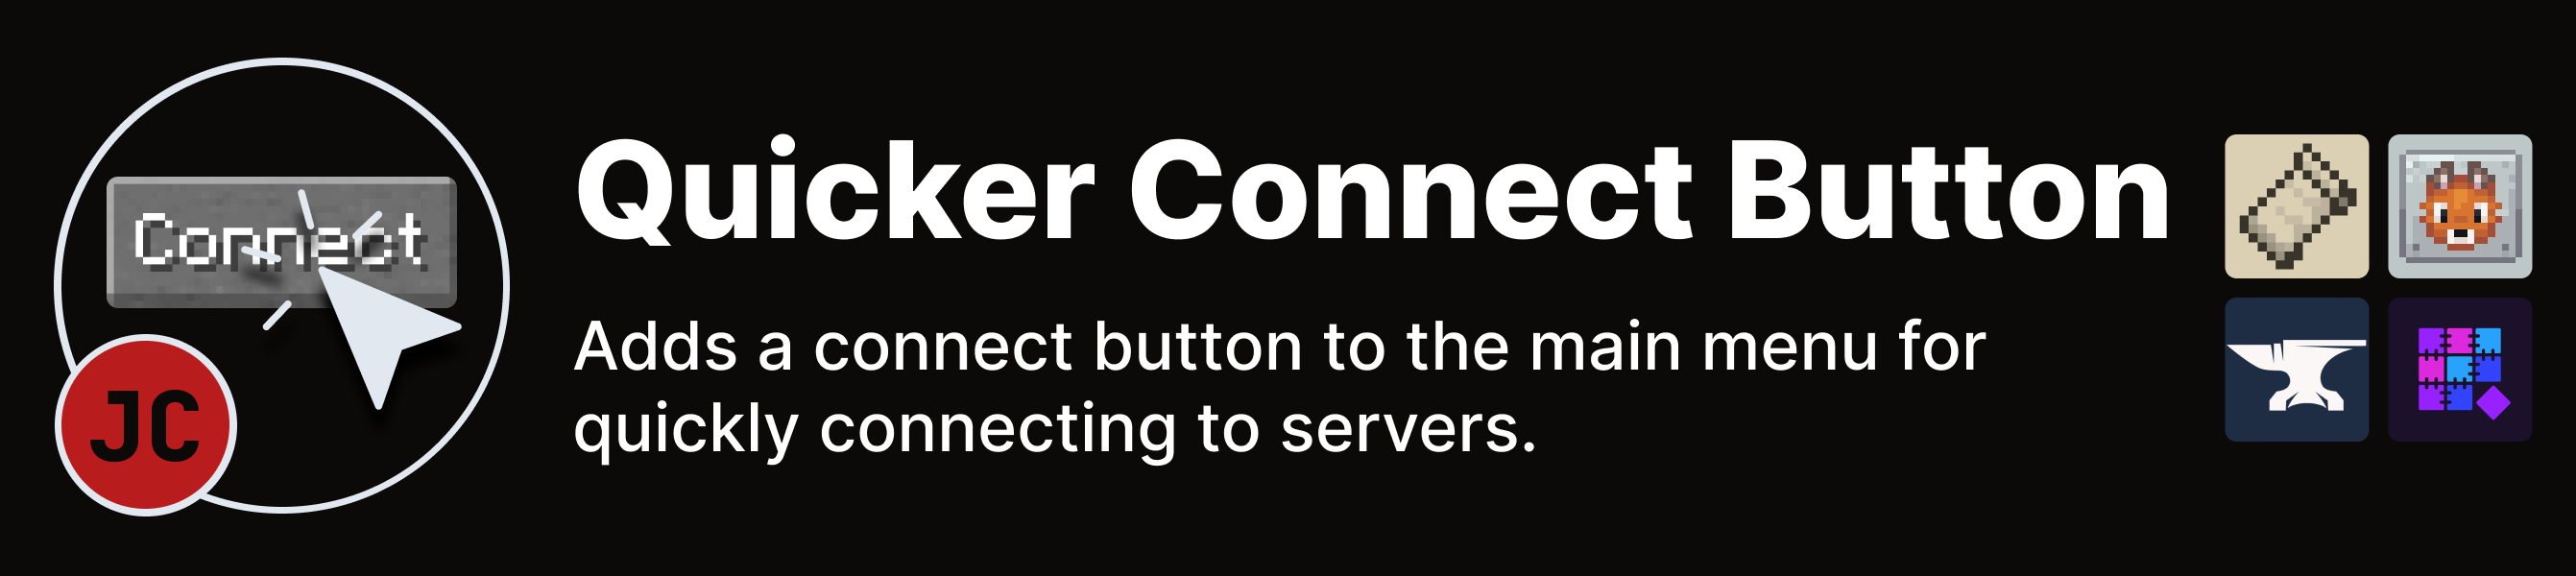 Connect
JC
Quicker Connect Button
Adds a connect button to the main menu for
quickly connecting to servers.